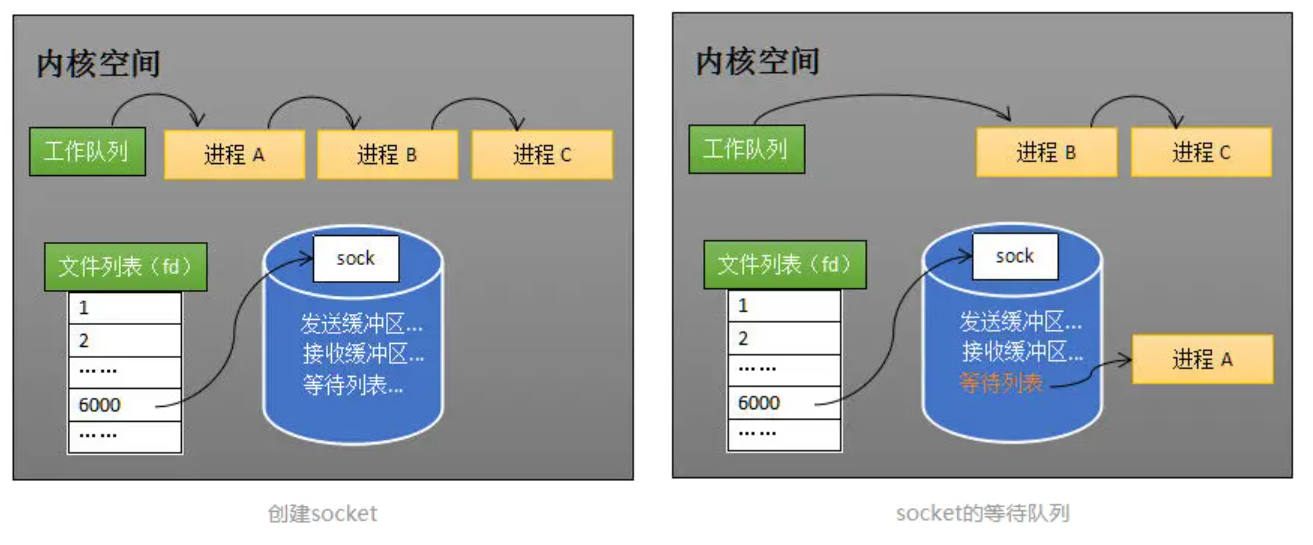 内核空间
工作队列
进程 A
进程 B
进程 C
文件列表（fd）
1
2
……
6000
……
sock
发送缓冲区...
接收缓冲区...
等待列表...
创建socket
内核空间
工作队列
进程 B
进程 C
文件列表（fd）
1
2
……
6000
……
sock
发送缓冲区...
接收缓冲区...
等待列表
进程 A
socket的等待队列